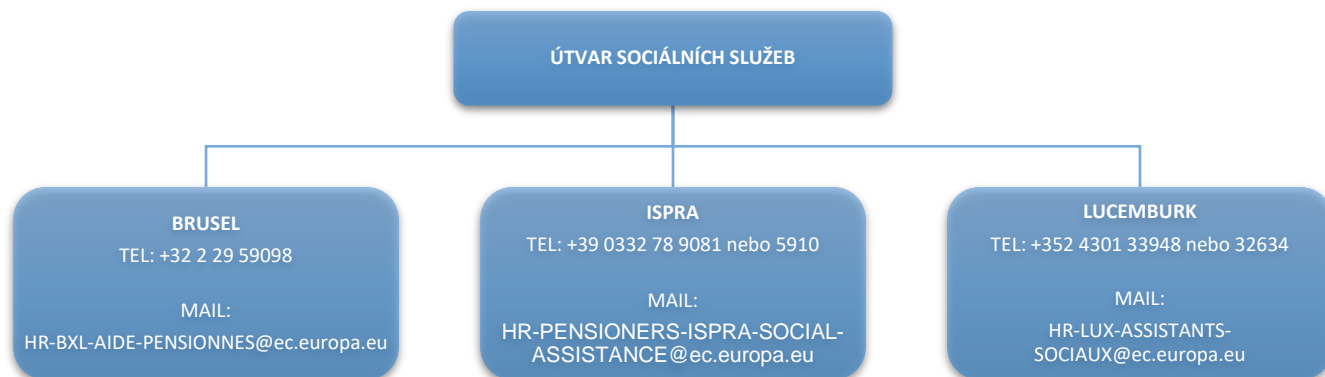 ÚTVAR SOCIÁLNÍCH SLUŽEB
BRUSEL
TEL: +32 2 29 59098
MAIL:
HR-BXL-AIDE-PENSIONNES@ec.europa.eu
ISPRA
TEL: +39 0332 78 9081 nebo 5910
MAIL:
HR-PENSIONERS-ISPRA-SOCIAL-
ASSISTANCE@ec.europa.eu
LUCEMBURK
TEL: +352 4301 33948 nebo 32634
MAIL:
HR-LUX-ASSISTANTS-
SOCIAUX@ec.europa.eu